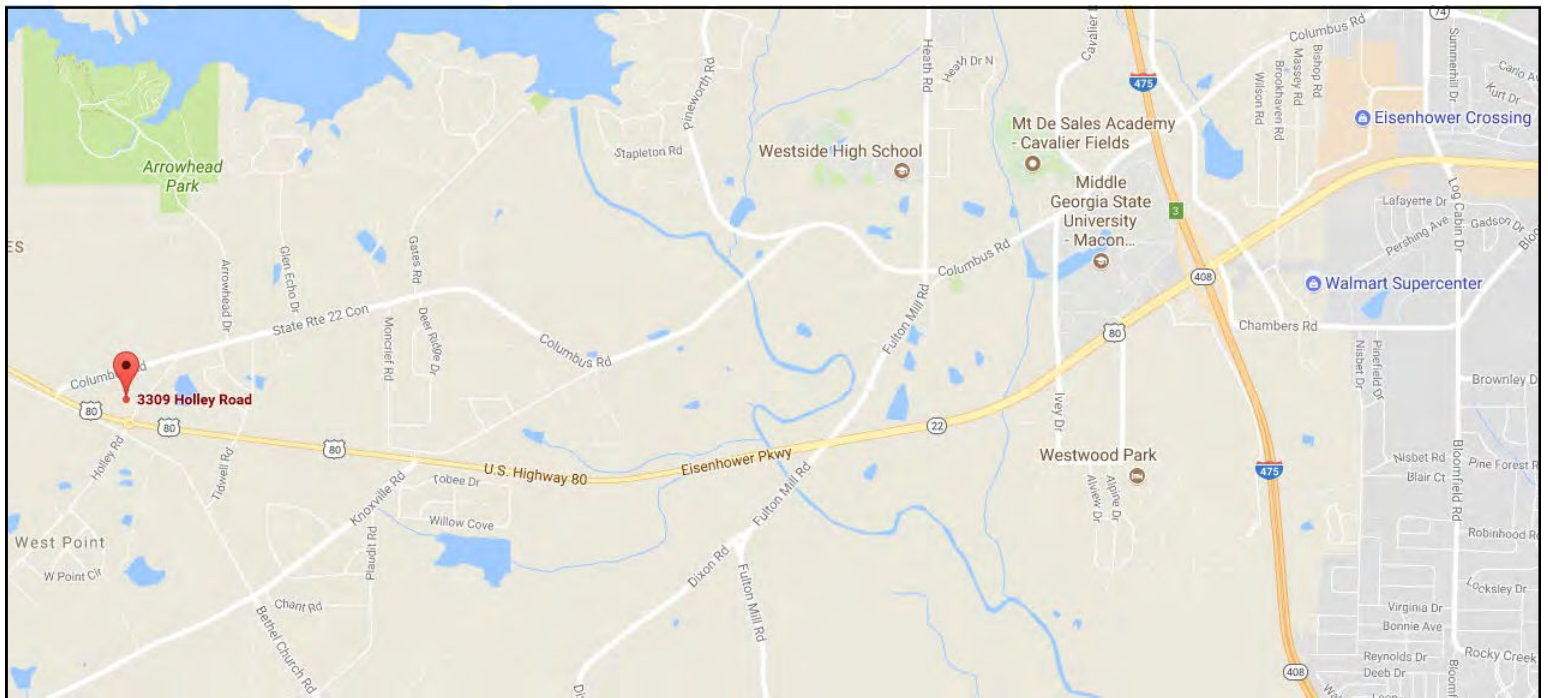 74
Columbus Rd
Cavalier
Heath Rd
Heath Dr N
Pineworth Rd
Summerhill Dr
Bishopp Rd
Massey Rd
Brookhaven Rd
Wilson Rd
Carlo
Kurt Dr
475
Eisenhower Crossing
Mt De Sales Academy
- Cavalier Fields
Stapleton Rd
Westside High School
Arrowhead
Park
Middle
Georgia State
University
- Macon...
3
Log Cabin Dr
Lafayette Dr
Gadson Dr
Pershing Ave
ES
Gates Rd
Glen Echo Dr
Arrowhead Dr
Columbus Rd
408
Walmart Supercenter
State Rte 22 Con
Deer Ridge Dr
Moncrief Rd
Columbus Rd
Fulton Mill Rd
80
Chambers Rd
Nisbet Dr
Pinefield Dr
Columbus Rd
3309 Holley Road
80
80
80
Brownley
Ivey Dr
22
Holley Rd
Tidwell Rd
U.S. Highway 80
Eisenhower Pkwy
Westwood Park
475
Nisbet Rd
Blair Ct
Pine Forest
Bloomfield Rd
Knoxville Rd
Tobee Dr
Willow Cove
Fulton Mill Rd
Alview Dr
Alpine Dr
Robinhood
West Point
W Point Cir
Plaudit Rd
Dixon Rd
Fulton Mill Rd
Locksley Dr
Chant Rd
Bethel Church Rd
Virginia Dr
Bonnie Ave
Rocky Creek
Reynolds Dr
Deeb Dr
408